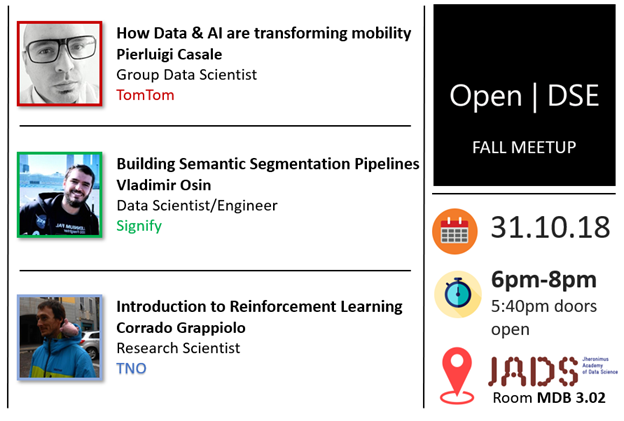 How Data & AI are transforming mobility
Pierluigi Casale
Group Data Scientist
TomTom
Building Semantic Segmentation Pipelines
Vladimir Osin
Data Scientist/Engineer
Signify
Introduction to Reinforcement Learning
Corrado Grappiolo
Research Scientist
TNO
Open | DSE
FALL MEETUP
31.10.18
6pm-8pm
5:40pm doors
open
JADS
Jheronimus
Academy
of Data Science
Room MDB 3.02